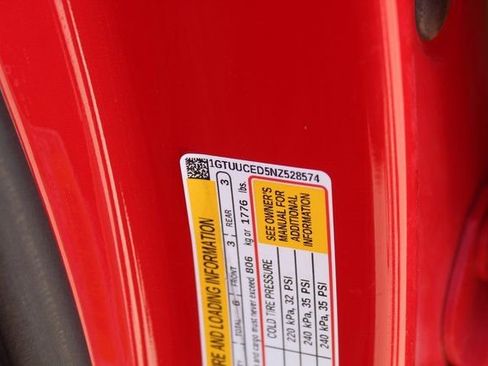 1GTUUCED5NZ528574
RE AND LOADING INFORMATION
TOTAL 6 FRONT 3 REAR 3
and cargo must never exceed 806 kg or 1776 lbs.
SEE OWNER'S
MANUAL FOR
ADDITIONAL
INFORMATION
COLD TIRE PRESSURE
220 kPa, 32 PSI
240 kPa, 35 PSI
240 kPa, 35 PSI